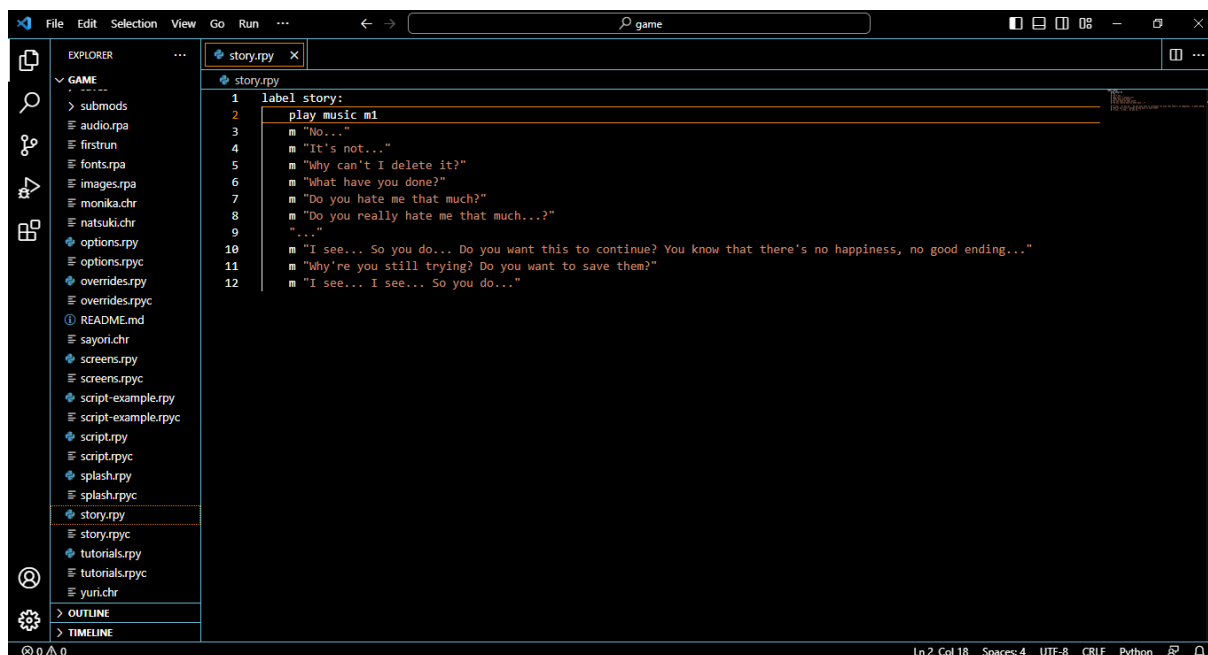 File Edit Selection View Go Run ··· ← → game
EXPLORER ···
story.rpy ×
GAME
story.rpy
submods
audio.rpa
firstrun
fonts.rpa
images.rpa
monika.chr
natsuki.chr
options.rpy
options.rpyc
overrides.rpy
overrides.rpyc
README.md
sayori.chr
screens.rpy
screens.rpyc
script-example.rpy
script-example.rpyc
script.rpy
script.rpyc
splash.rpy
splash.rpyc
story.rpy
story.rpyc
tutorials.rpy
tutorials.rpyc
yuri.chr
OUTLINE
TIMELINE
1 label story:
2 play music m1
3 m "No..."
4 m "It's not..."
5 m "Why can't I delete it?"
6 m "What have you done?"
7 m "Do you hate me that much?"
8 m "Do you really hate me that much...?"
9 "..."
10 m "I see... So you do... Do you want this to continue? You know that there's no happiness, no good ending..."
11 m "Why're you still trying? Do you want to save them?"
12 m "I see... I see... So you do..."
0 0 Ln 2, Col 18 Spaces: 4 UTF-8 CRLF Python